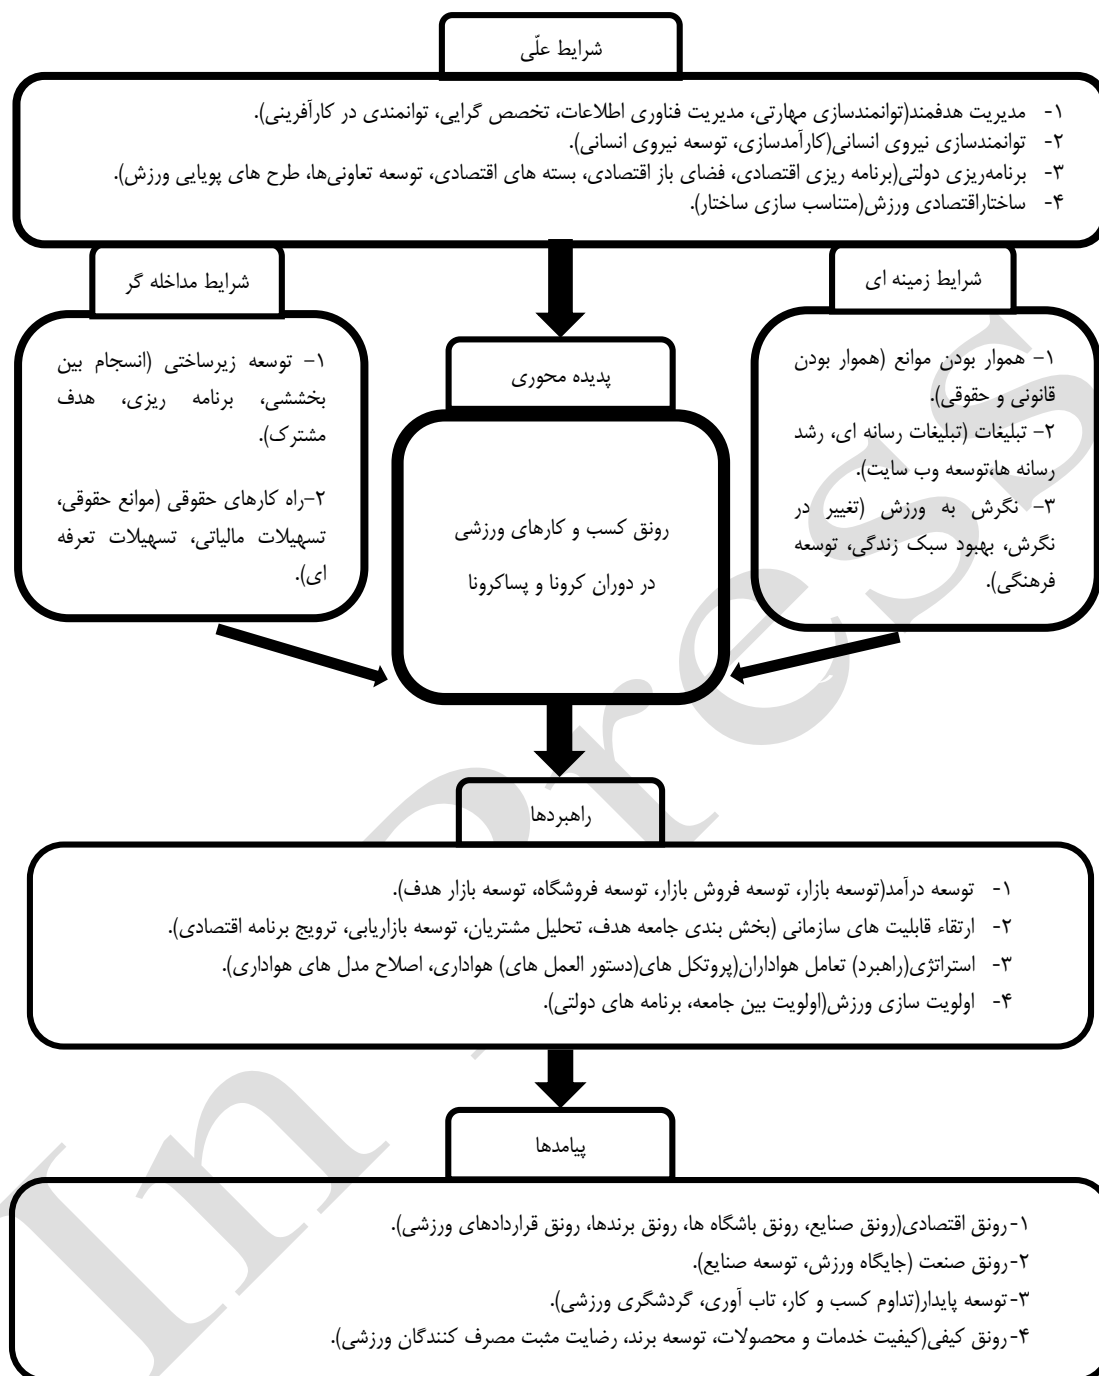 شرایط علّی
۱- مدیریت هدفمند(توانمندسازی مهارتی، مدیریت فناوری اطلاعات، تخصص گرایی، توانمندی در کارآفرینی).
۲- توانمندسازی نیروی انسانی(کارآمدسازی، توسعه نیروی انسانی).
۳- برنامه‌ریزی دولتی(برنامه ریزی اقتصادی، فضای باز اقتصادی، بسته های اقتصادی، توسعه تعاونی‌ها، طرح های پویایی ورزش).
۴- ساختاراقتصادی ورزش(متناسب سازی ساختار).
شرایط زمینه ای
۱- هموار بودن موانع (هموار بودن
قانونی و حقوقی).
۲- تبلیغات (تبلیغات رسانه ای، رشد
رسانه ها،توسعه وب سایت).
۳- نگرش به ورزش (تغییر در
نگرش، بهبود سبک زندگی، توسعه
فرهنگی).
پدیده محوری
رونق کسب و کارهای ورزشی
در دوران کرونا و پساکرونا
شرایط مداخله گر
۱- توسعه زیرساختی (انسجام بین
بخششی، برنامه ریزی، هدف
مشترک).
۲-راه کارهای حقوقی (موانع حقوقی،
تسهیلات مالیاتی، تسهیلات تعرفه
ای).
راهبردها
۱- توسعه درآمد(توسعه بازار، توسعه فروش بازار، توسعه فروشگاه، توسعه بازار هدف).
۲- ارتقاء قابلیت های سازمانی (بخش بندی جامعه هدف، تحلیل مشتریان، توسعه بازاریابی، ترویج برنامه اقتصادی).
۳- استراتژی(راهبرد) تعامل هواداران(پروتکل های(دستور العمل های) هواداری، اصلاح مدل های هواداری).
۴- اولویت سازی ورزش(اولویت بین جامعه، برنامه های دولتی).
پیامدها
۱-رونق اقتصادی(رونق صنایع، رونق باشگاه ها، رونق برندها، رونق قراردادهای ورزشی).
۲-رونق صنعت (جایگاه ورزش، توسعه صنایع).
۳-توسعه پایدار(تداوم کسب و کار، تاب آوری، گردشگری ورزشی).
۴-رونق کیفی(کیفیت خدمات و محصولات، توسعه برند، رضایت مثبت مصرف کنندگان ورزشی).
In Press